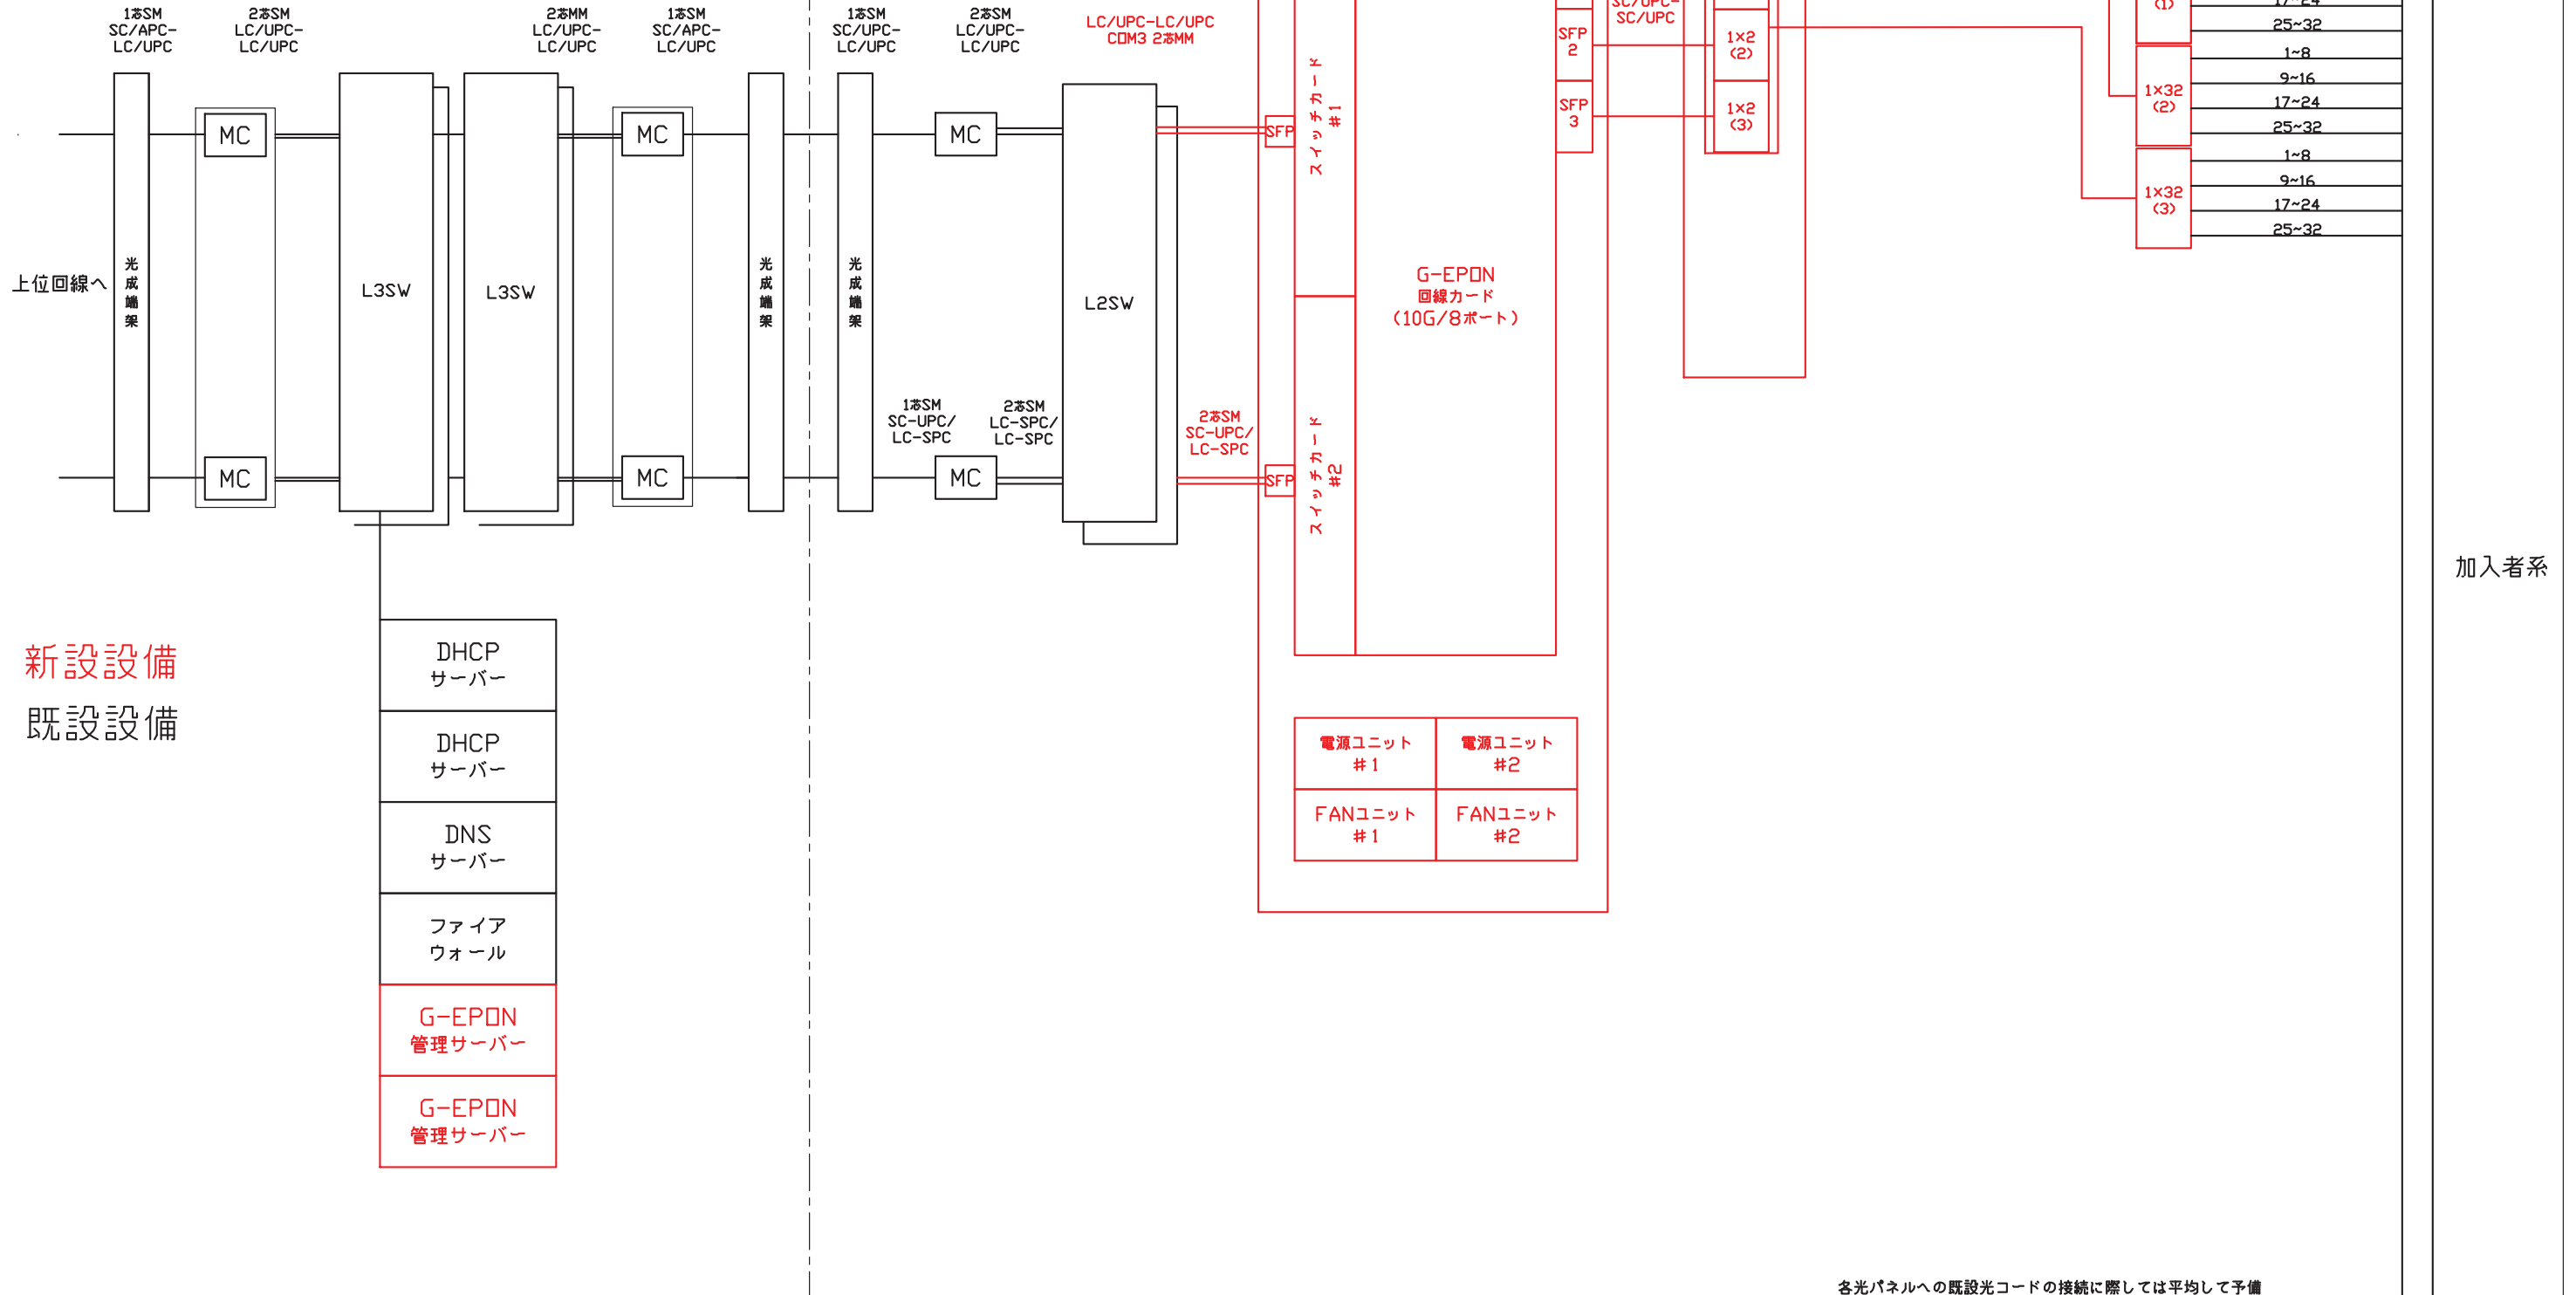 1芯SM
SC/APC-
LC/UPC
2芯SM
LC/UPC-
LC/UPC
2芯MM
LC/UPC-
LC/UPC
1芯SM
SC/APC-
LC/UPC
1芯SM
SC/UPC-
LC/UPC
2芯SM
LC/UPC-
LC/UPC
LC/UPC-LC/UPC
COM3 2芯MM
SC/UPC-
SC/UPC
SFP
2
SFP
3
1×2
(2)
1×2
(3)
(1)
17~24
25~32
1×32
(2)
1~8
9~16
17~24
25~32
1×32
(3)
1~8
9~16
17~24
25~32
MC
MC
MC
SFP
スイッチカード
#1
上位回線へ
光成端架
L3SW
L3SW
光成端架
光成端架
L2SW
G-EPON
回線カード
(10G/8ポート)
1芯SM
SC-UPC/
LC-SPC
2芯SM
LC-SPC/
LC-SPC
2芯SM
SC-UPC/
LC-SPC
MC
MC
MC
SFP
スイッチカード
#2
加入者系
新設設備
既設設備
DHCP
サーバー
DHCP
サーバー
DNS
サーバー
ファイア
ウォール
G-EPON
管理サーバー
G-EPON
管理サーバー
電源ユニット
#1
電源ユニット
#2
FANユニット
#1
FANユニット
#2
各光パネルへの既設光コードの接続に際しては平均して予備